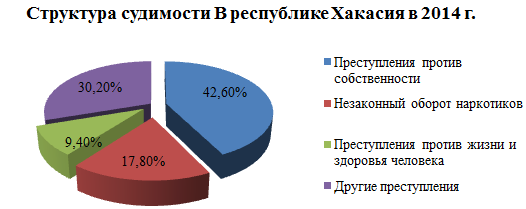 Структура судимости В республике Хакасия в 2014 г.
30,20%
42,60%
9,40%
17,80%
Преступления против
собственности
Незаконный оборот наркотиков
Преступления против жизни и
здоровья человека
Другие преступления